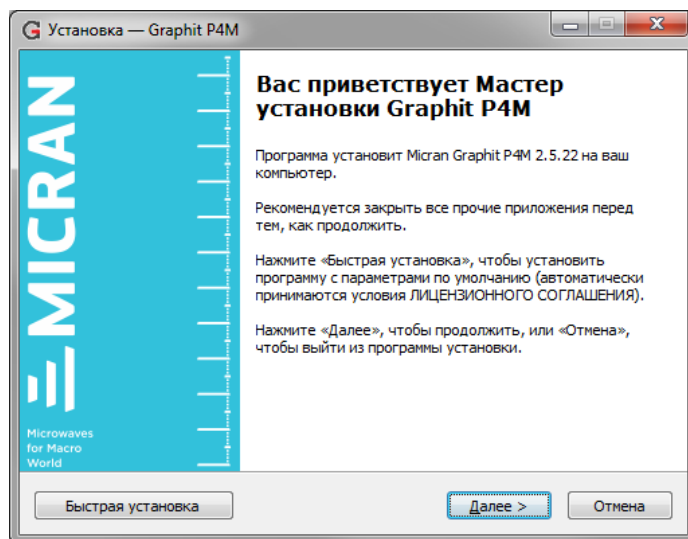 Установка — Graphit P4M
MICRAN
Microwaves
for Macro
World
Вас приветствует Мастер
установки Graphit P4M
Программа установит Micran Graphit P4M 2.5.22 на ваш
компьютер.
Рекомендуется закрыть все прочие приложения перед
тем, как продолжить.
Нажмите «Быстрая установка», чтобы установить
программу с параметрами по умолчанию (автоматически
принимаются условия ЛИЦЕНЗИОННОГО СОГЛАШЕНИЯ).
Нажмите «Далее», чтобы продолжить, или «Отмена»,
чтобы выйти из программы установки.
Быстрая установка
Далее >
Отмена